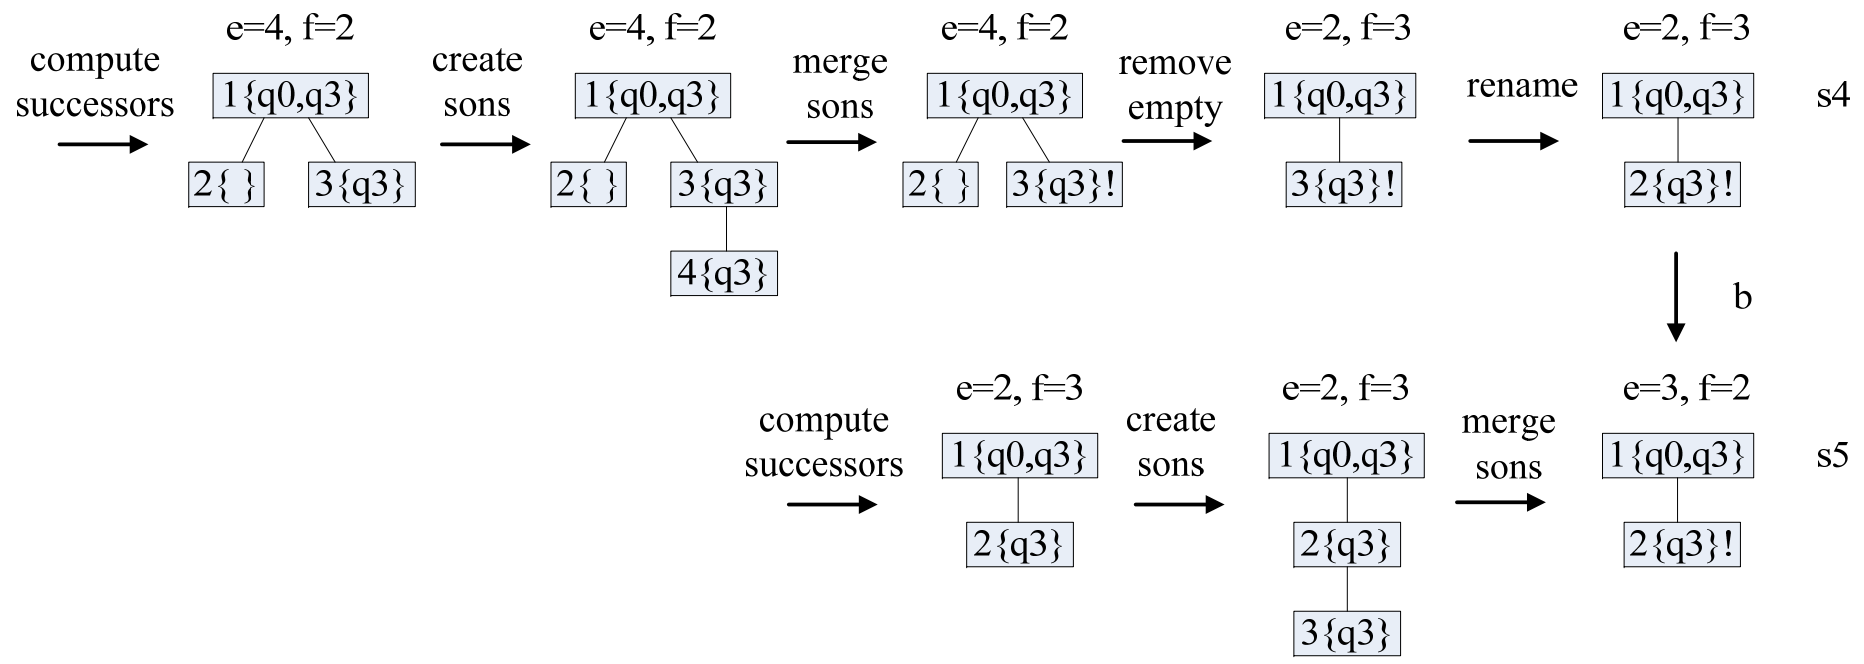 e=4, f=2
e=4, f=2
e=4, f=2
e=2, f=3
e=2, f=3
compute
successors
create
sons
merge
sons
remove
empty
rename
1{q0,q3}
1{q0,q3}
1{q0,q3}
1{q0,q3}
1{q0,q3}
s4
2{ }
3{q3}
2{ }
3{q3}
2{ }
3{q3}!
3{q3}!
2{q3}!
4{q3}
b
e=2, f=3
e=2, f=3
e=3, f=2
compute
successors
create
sons
merge
sons
1{q0,q3}
1{q0,q3}
1{q0,q3}
s5
2{q3}
2{q3}
2{q3}!
3{q3}